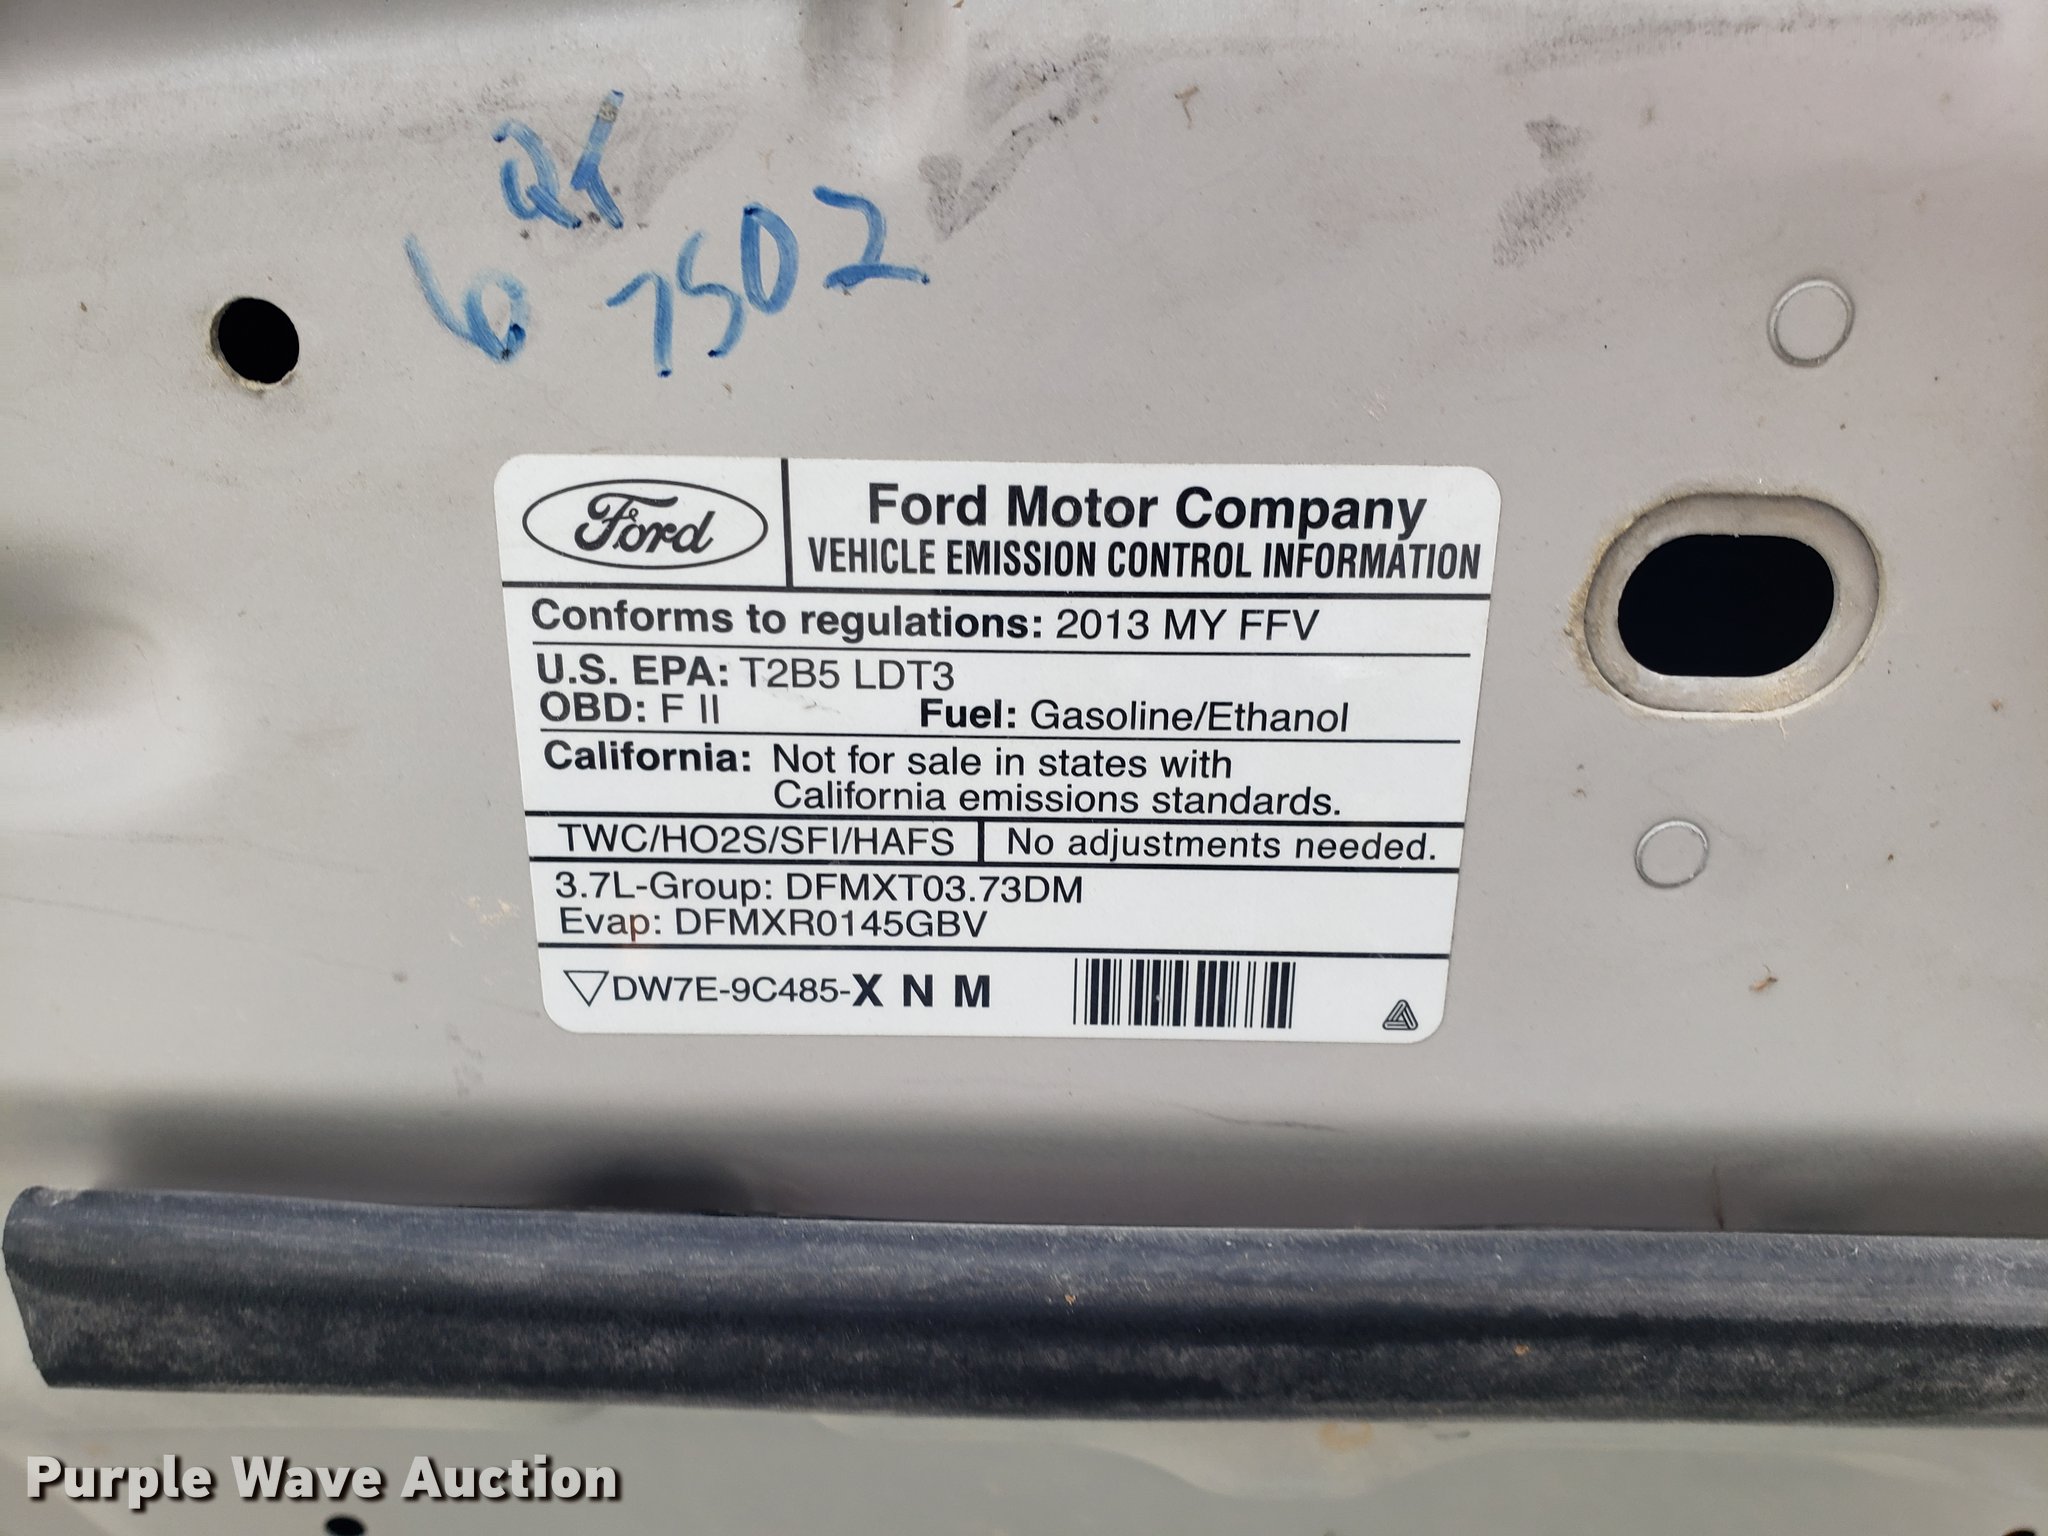 QT
6 7502
Ford
Ford Motor Company
VEHICLE EMISSION CONTROL INFORMATION
Conforms to regulations: 2013 MY FFV
U.S. EPA: T2B5 LDT3
OBD: F II Fuel: Gasoline/Ethanol
California: Not for sale in states with
California emissions standards.
TWC/HO2S/SFI/HAFS No adjustments needed.
3.7L-Group: DFMXT03.73DM
Evap: DFMXR0145GBV
DW7E-9C485-X N M
Purple Wave Auction